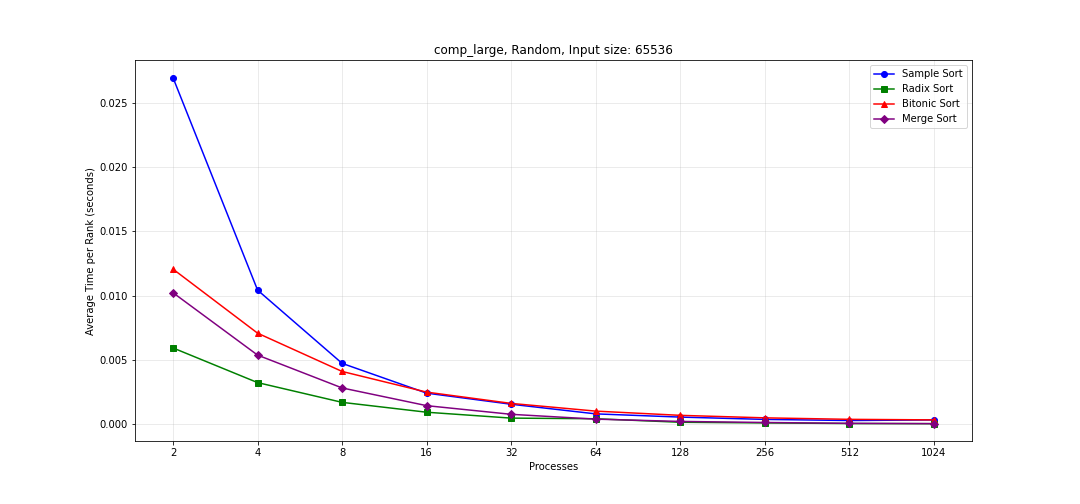 comp_large, Random, Input size: 65536
Sample Sort
Radix Sort
Bitonic Sort
Merge Sort
Average Time per Rank (seconds)
0.025
0.020
0.015
0.010
0.005
0.000
2 4 8 16 32 64 128 256 512 1024
Processes